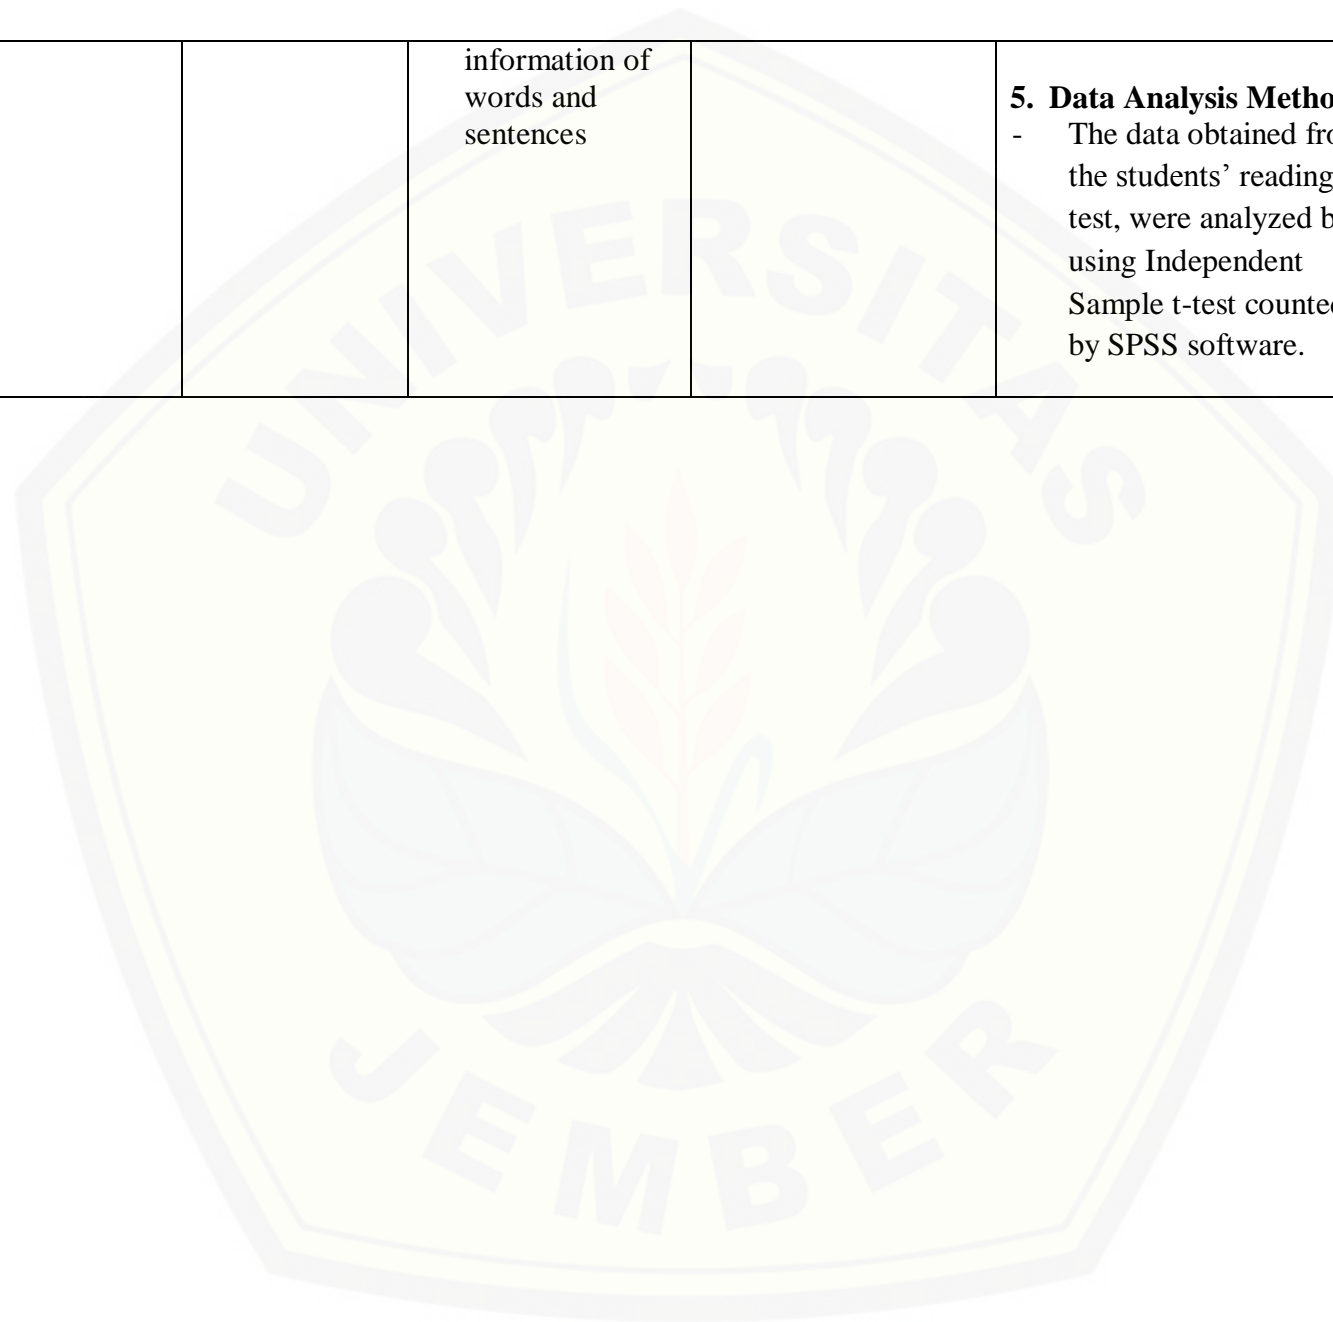 information of
words and
sentences
5. Data Analysis Metho
- The data obtained fro
the students’ reading
test, were analyzed b
using Independent
Sample t-test counte
by SPSS software.
UNIVERSITAS
JEMBER